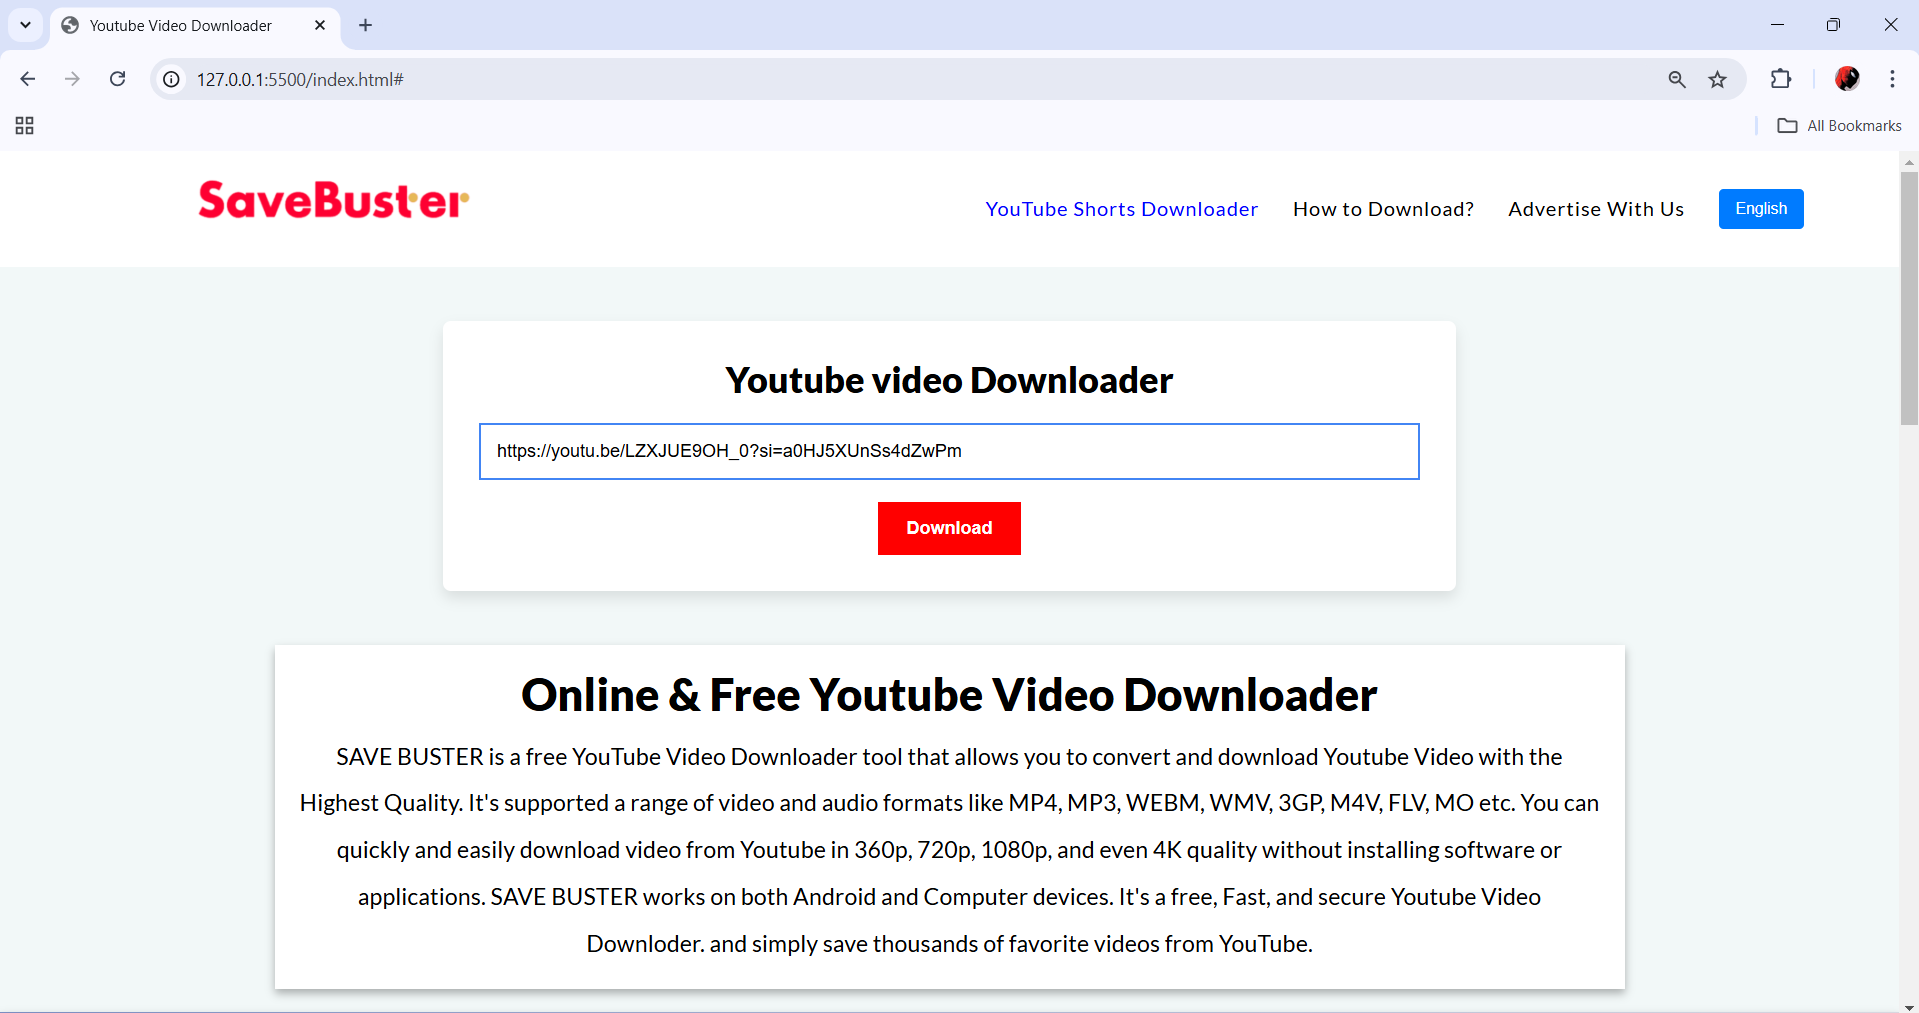 Youtube Video Downloader
127.0.0.1:5500/index.html#
All Bookmarks
SaveBuster
YouTube Shorts Downloader
How to Download?
Advertise With Us
English
Youtube video Downloader
https://youtu.be/LZXJUE9OH_0?si=a0HJ5XUnSs4dZwPm
Download
Online & Free Youtube Video Downloader
SAVE BUSTER is a free YouTube Video Downloader tool that allows you to convert and download Youtube Video with the
Highest Quality. It's supported a range of video and audio formats like MP4, MP3, WEBM, WMV, 3GP, M4V, FLV, MO etc. You can
quickly and easily download video from Youtube in 360p, 720p, 1080p, and even 4K quality without installing software or
applications. SAVE BUSTER works on both Android and Computer devices. It's a free, Fast, and secure Youtube Video
Downloder. and simply save thousands of favorite videos from YouTube.